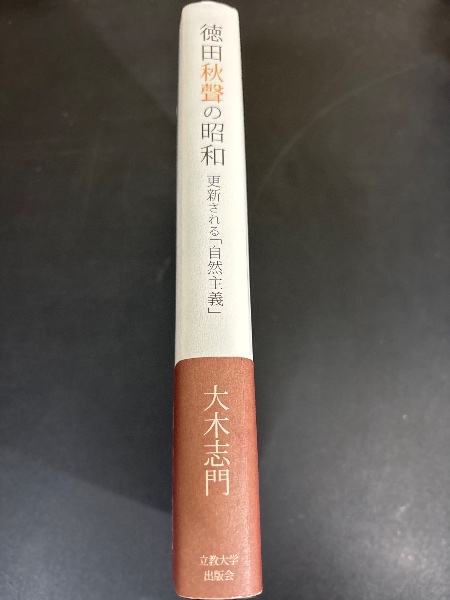 徳田秋聲の昭和
更新される「自然主義」
大木志門
立教大学
出版会